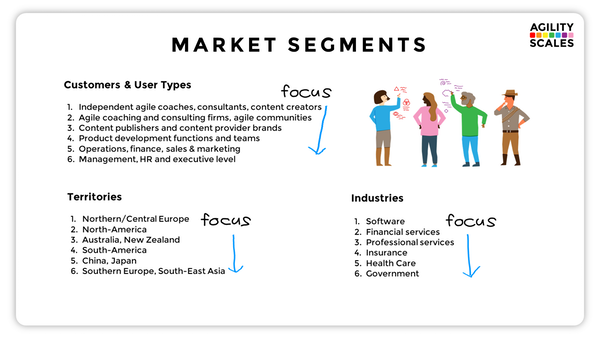 AGILITY
SCALES
MARKET SEGMENTS
Customers & User Types
focus
1. Independent agile coaches, consultants, content creators
2. Agile coaching and consulting firms, agile communities
3. Content publishers and content provider brands
4. Product development functions and teams
5. Operations, finance, sales & marketing
6. Management, HR and executive level
Territories
focus
1. Northern/Central Europe
2. North-America
3. Australia, New Zealand
4. South-America
5. China, Japan
6. Southern Europe, South-East Asia
Industries
focus
1. Software
2. Financial services
3. Professional services
4. Insurance
5. Health Care
6. Government